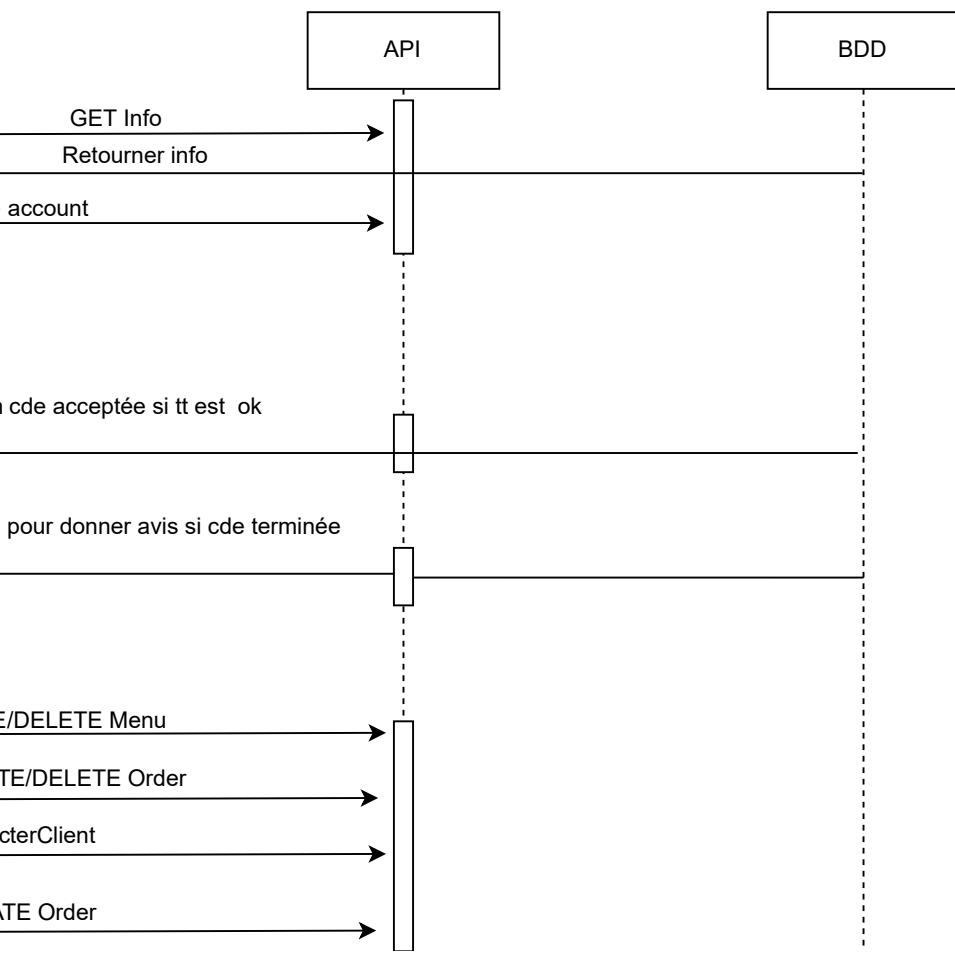 API
BDD
GET Info
Retourner info
account
cde acceptée si tt est ok
pour donner avis si cde terminée
E/DELETE Menu
TE/DELETE Order
cterClient
ATE Order